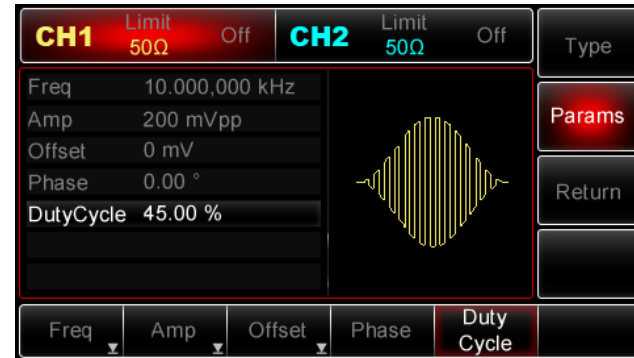 CH1 Limit 50Ω Off CH2 Limit 50Ω Off
Type
Freq 10.000,000 kHz
Amp 200 mVpp
Params
Offset 0 mV
Phase 0.00 °
Return
DutyCycle 45.00 %
Freq Amp Offset Phase Duty Cycle